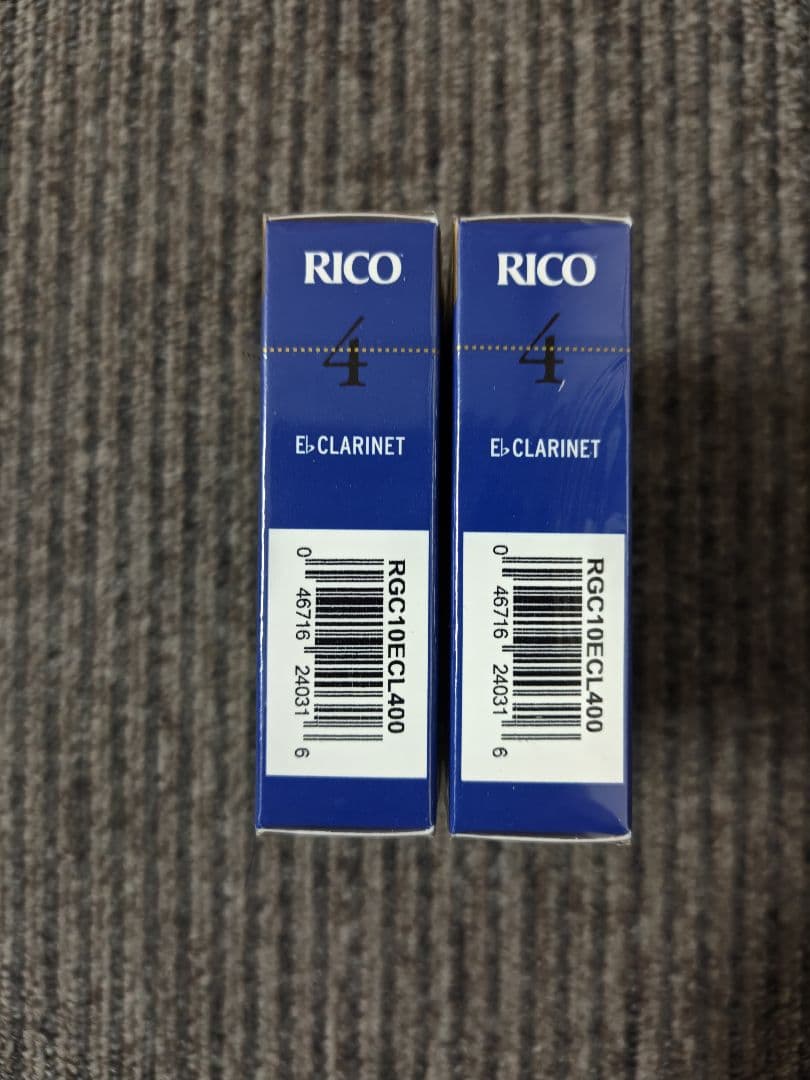 RICO
4
E♭ CLARINET
RGC10ECL400
0 46716 24031 6
RICO
4
E♭ CLARINET
RGC10ECL400
0 46716 24031 6